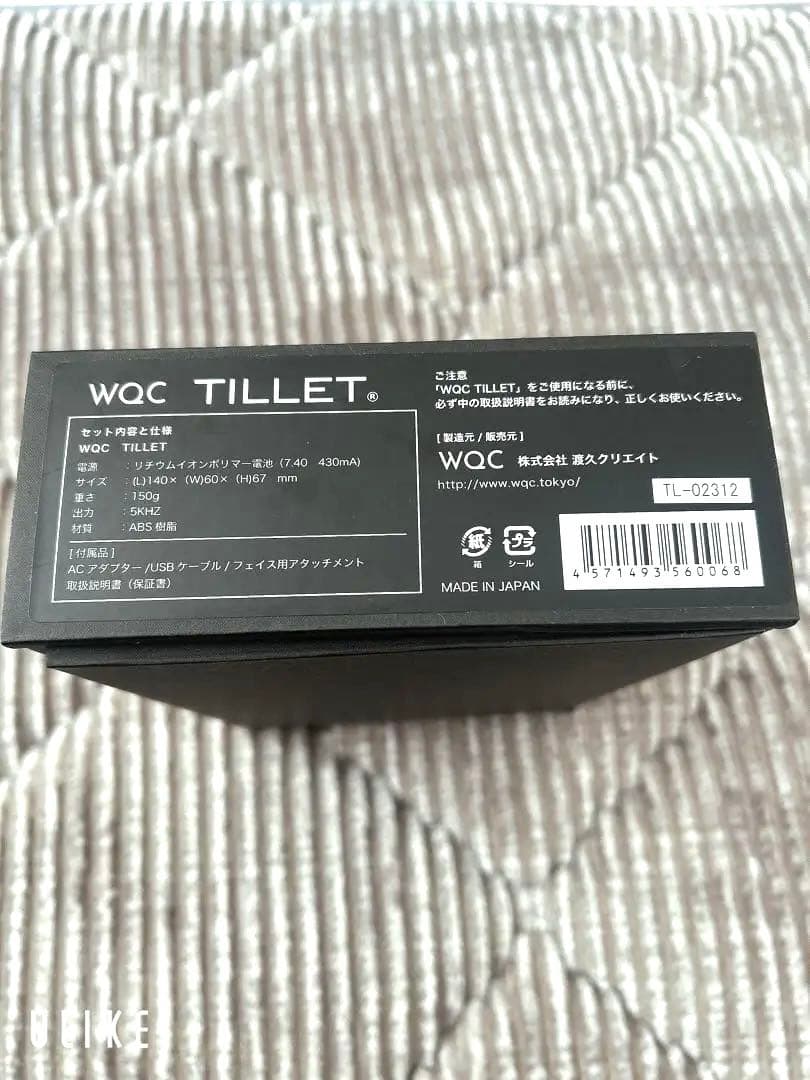 WQC TILLET®
セット内容と仕様
WQC TILLET
電源 : リチウムイオンポリマー電池 (7.40 430mA)
サイズ : (L)140× (W)60× (H)67 mm
重さ : 150g
出力 : 5KHZ
材質 : ABS 樹脂
[ 付属品 ]
AC アダプター /USB ケーブル / フェイス用アタッチメント
取扱説明書（保証書）
ご注意
「WQC TILLET」をご使用になる前に、
必ず中の取扱説明書をお読みになり、正しくお使いください。
[ 製造元 / 販売元 ]
WQC 株式会社 渡久クリエイト
http://www.wqc.tokyo/
TL-02312
紙 プラ
箱 シール
MADE IN JAPAN
4 571493 560068
ULIKE